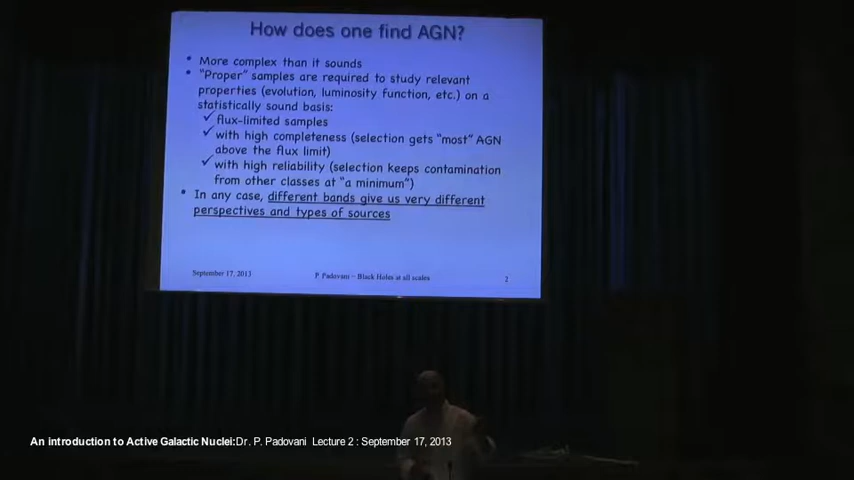 How does one find AGN?
• More complex than it sounds
• "Proper" samples are required to study relevant
properties (evolution, luminosity function, etc.) on a
statistically sound basis:
✓flux-limited samples
✓with high completeness (selection gets "most" AGN
above the flux limit)
✓with high reliability (selection keeps contamination
from other classes at "a minimum")
• In any case, different bands give us very different
perspectives and types of sources
September 17, 2013 P. Padovani – Black Holes at all scales 2
An introduction to Active Galactic Nuclei:Dr. P. Padovani Lecture 2 : September 17, 2013